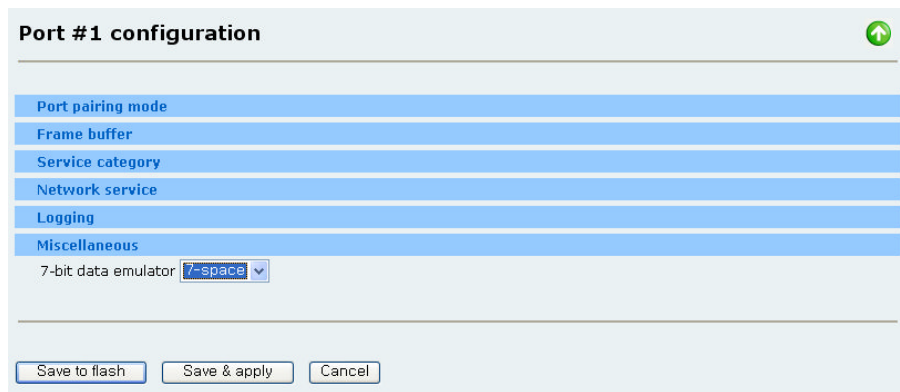 Port #1 configuration
Port pairing mode
Frame buffer
Service category
Network service
Logging
Miscellaneous
7-bit data emulator 7-space
Save to flash Save & apply Cancel